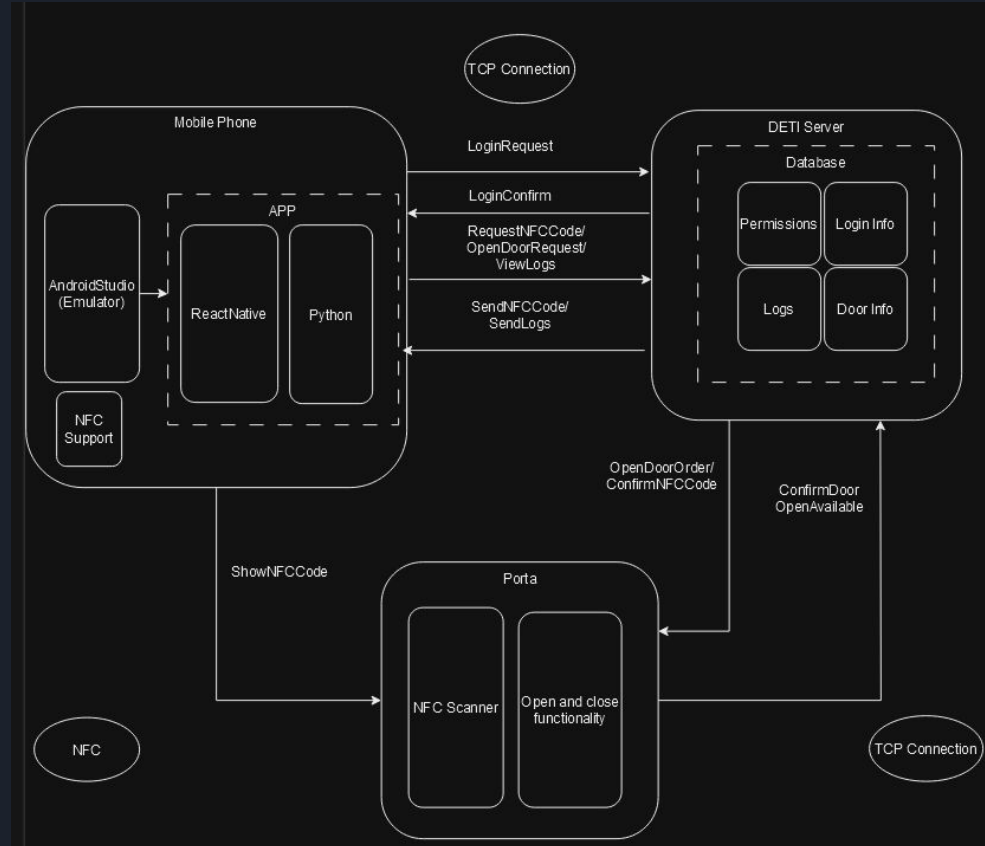 TCP Connection
Mobile Phone
DETI Server
LoginRequest
Database
LoginConfirm
APP
Permissions
Login Info
RequestNFCCode/
OpenDoorRequest/
ViewLogs
AndroidStudio
(Emulator)
ReactNative
Python
SendNFCCode/
SendLogs
Logs
Door Info
NFC
Support
OpenDoorOrder/
ConfirmNFCCode
ConfirmDoor
OpenAvailable
ShowNFCCode
Porta
NFC Scanner
Open and close
functionality
NFC
TCP Connection